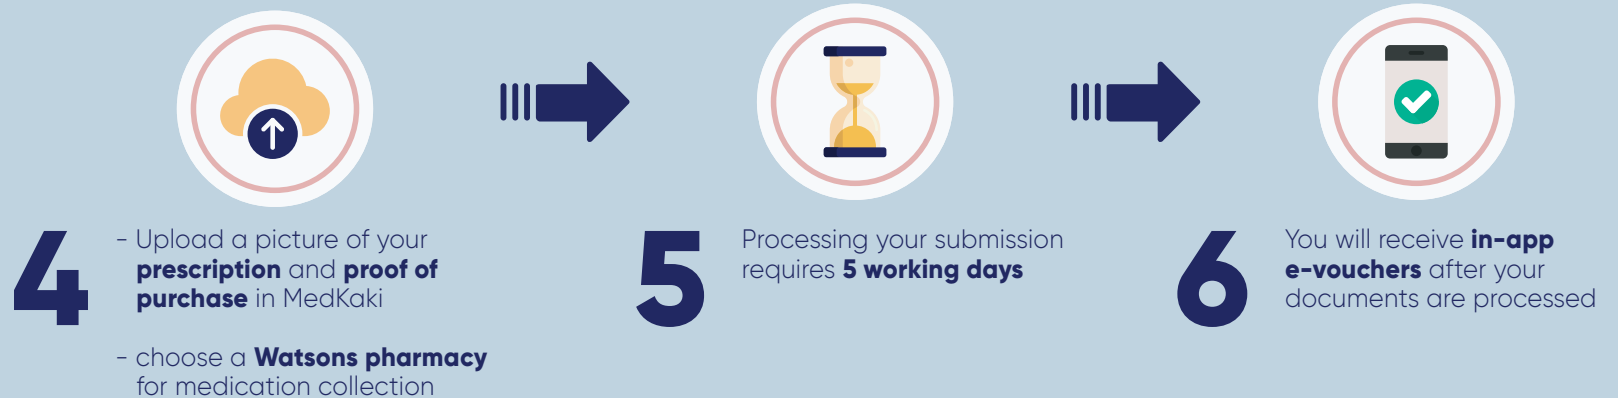 4
- Upload a picture of your
prescription and proof of
purchase in MedKaki
- choose a Watsons pharmacy
for medication collection
5
Processing your submission
requires 5 working days
6
You will receive in-app
e-vouchers after your
documents are processed